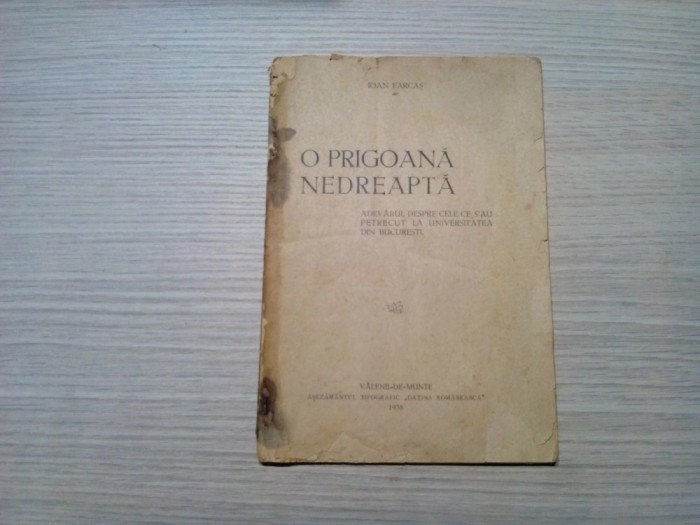 IOAN FARCAȘ
O PRIGOANĂ
NEDREAPTĂ
ADEVĂRUL DESPRE CELE CE S'AU
PETRECUT LA UNIVERSITATEA
DIN BUCUREȘTI
VĂLENII-DE-MUNTE
AȘEZĂMÂNTUL TIPOGRAFIC „DATINA ROMÂNEASCĂ"